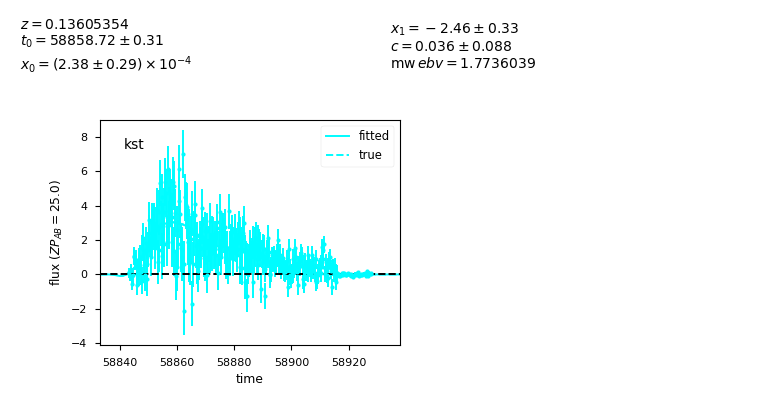 z = 0.13605354
t₀ = 58858.72 ± 0.31
x₀ = (2.38 ± 0.29) × 10⁻⁴
x₁ = −2.46 ± 0.33
c = 0.036 ± 0.088
mw ebv = 1.7736039
kst
fitted
true
8
6
4
2
0
−2
−4
flux (ZP_AB = 25.0)
58840 58860 58880 58900 58920
time